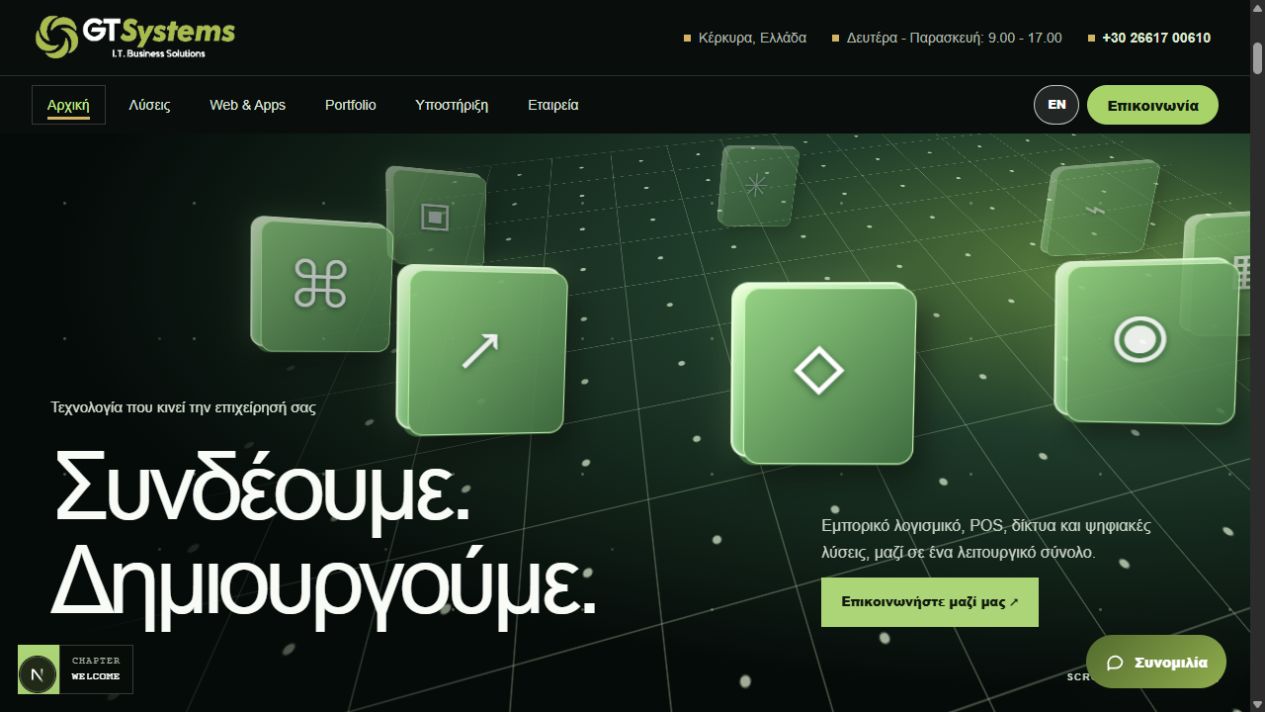 GTSystems
I.T. Business Solutions
Κέρκυρα, Ελλάδα
Δευτέρα - Παρασκευή: 9.00 - 17.00
+30 26617 00610
Αρχική
Λύσεις
Web & Apps
Portfolio
Υποστήριξη
Εταιρεία
EN
Επικοινωνία
Τεχνολογία που κινεί την επιχείρησή σας
Συνδέουμε.
Δημιουργούμε.
Εμπορικό λογισμικό, POS, δίκτυα και ψηφιακές
λύσεις, μαζί σε ένα λειτουργικό σύνολο.
Επικοινωνήστε μαζί μας ↗
N
CHAPTER
WELCOME
Συνομιλία